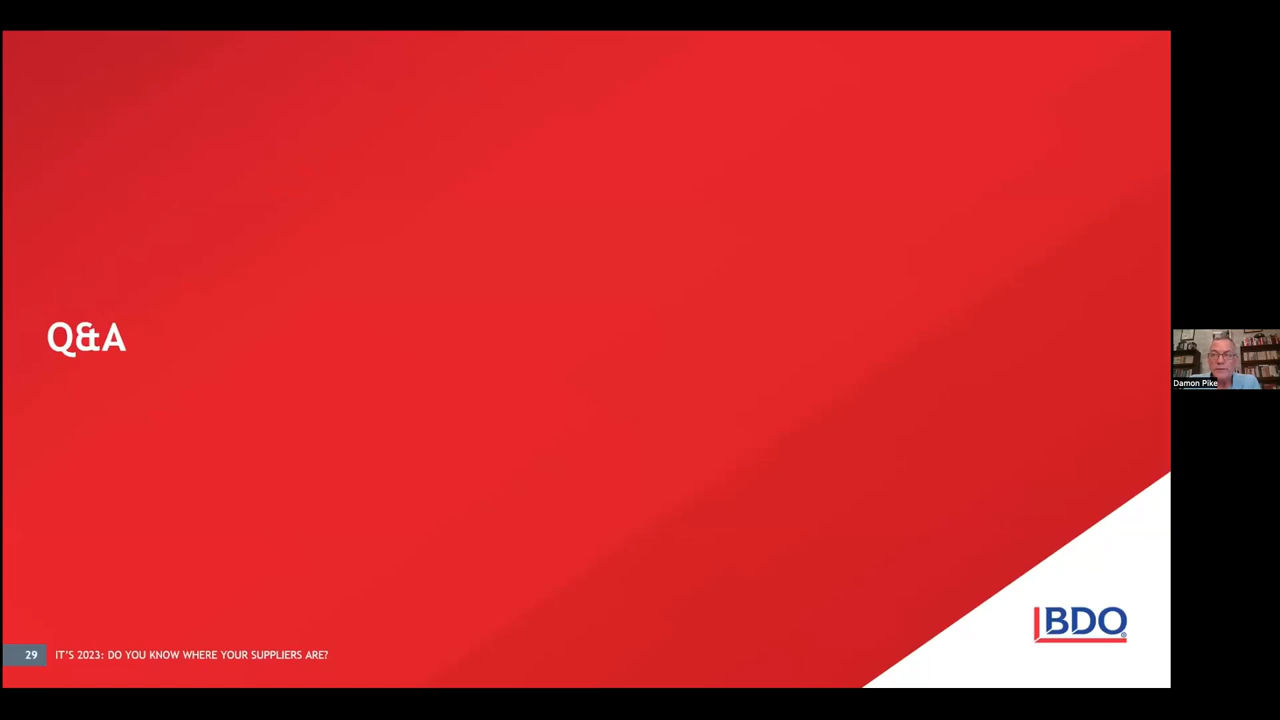 Q&A
Damon Pike
BDO®
29 IT'S 2023: DO YOU KNOW WHERE YOUR SUPPLIERS ARE?